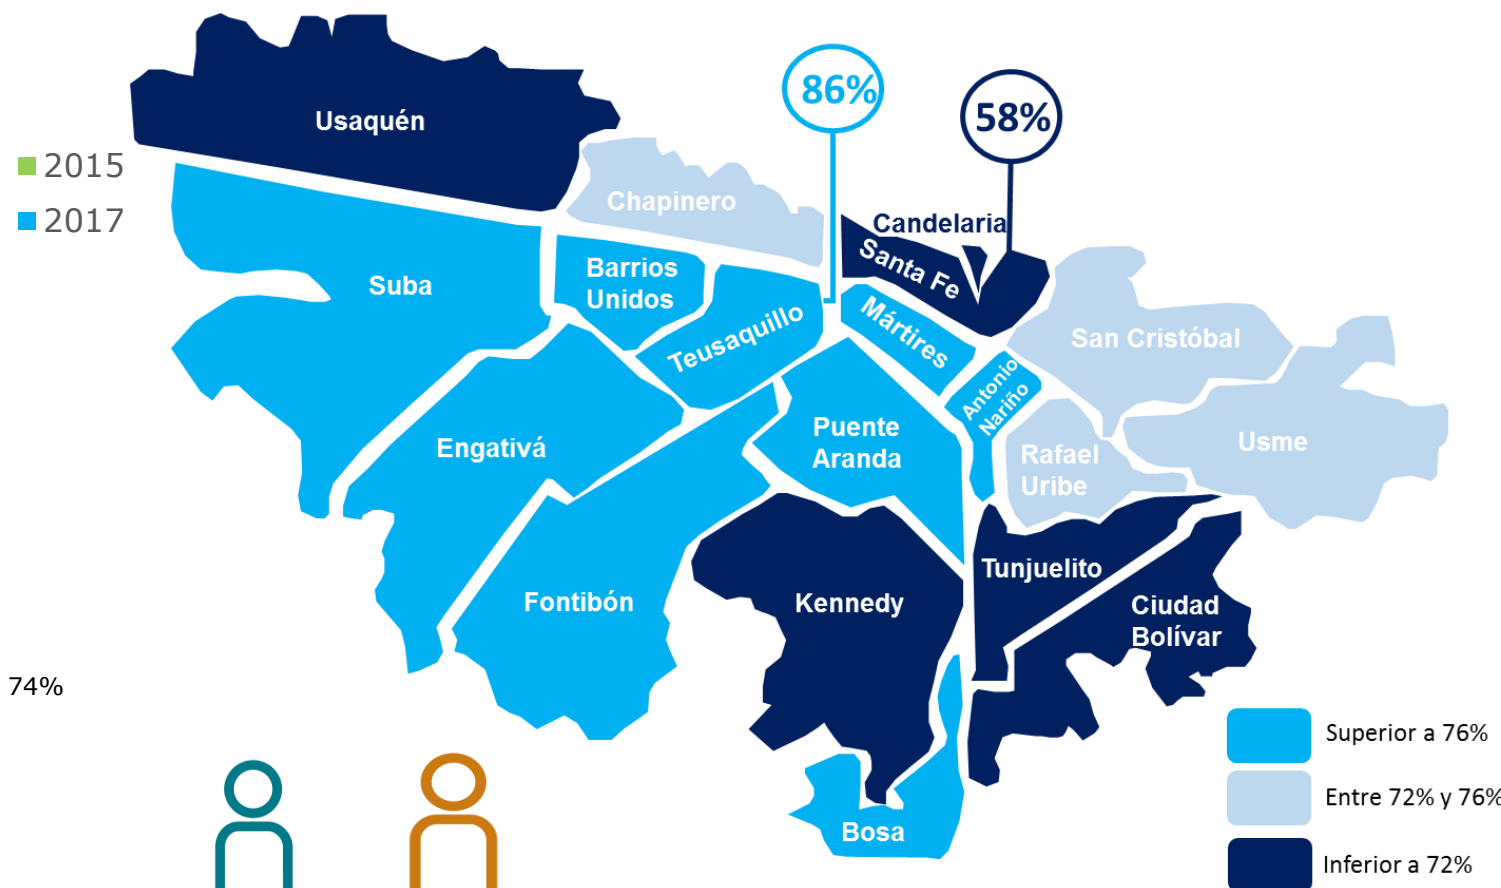 86%
58%
Usaquén
2015
2017
Chapinero
Candelaria
Santa Fe
Suba
Barrios
Unidos
Teusaquillo
Mártires
San Cristóbal
Antonio
Nariño
Engativá
Puente
Aranda
Rafael
Uribe
Usme
Fontibón
Kennedy
Tunjuelito
Ciudad
Bolívar
74%
Bosa
Superior a 76%
Entre 72% y 76%
Inferior a 72%